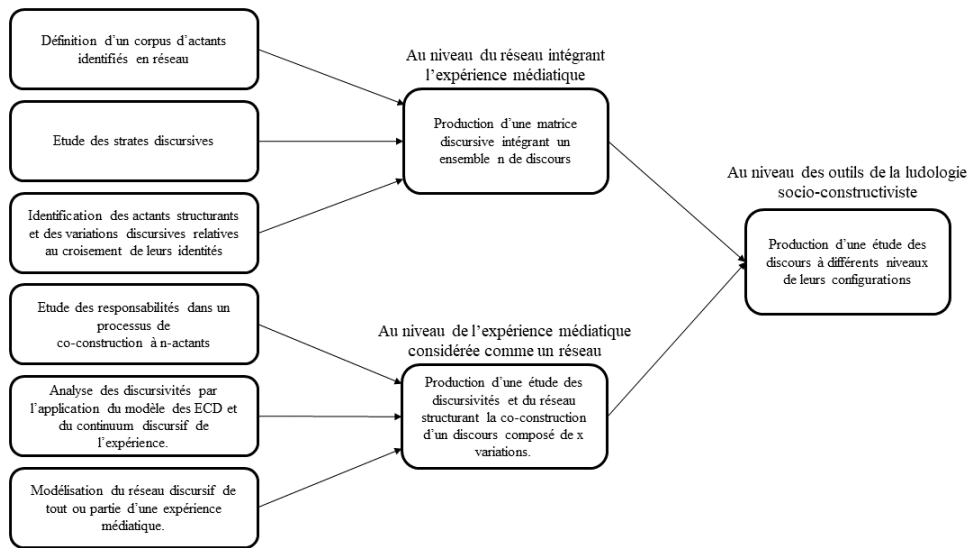 Définition d'un corpus d'actants
identifiés en réseau
Etude des strates discursives
Identification des actants structurants
et des variations discursives relatives
au croisement de leurs identités
Etude des responsabilités dans un
processus de
co-construction à n-actants
Analyse des discursivités par
l'application du modèle des ECD et
du continuum discursif de
l'expérience.
Modélisation du réseau discursif de
tout ou partie d'une expérience
médiatique.
Au niveau du réseau intégrant
l'expérience médiatique
Production d'une matrice
discursive intégrant un
ensemble n de discours
Au niveau de l'expérience médiatique
considérée comme un réseau
Production d'une étude des
discursivités et du réseau
structurant la co-construction
d'un discours composé de x
variations.
Au niveau des outils de la ludologie
socio-constructiviste
Production d'une étude des
discours à différents niveaux
de leurs configurations